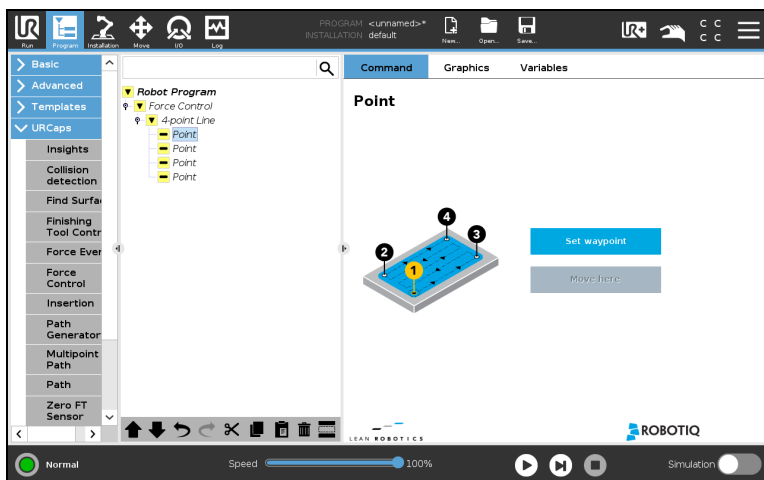 PROGRAM <unnamed>*
INSTALLATION default
Run
Program
Installation
Move
I/O
Log
New...
Open...
Save...
UR+
C C
C C
Basic
Advanced
Templates
URCaps
Insights
Collision
detection
Find Surfa
Finishing
Tool Contr
Force Ever
Force
Control
Insertion
Path
Generator
Multipoint
Path
Path
Zero FT
Sensor
Robot Program
Force Control
4-point Line
Point
Point
Point
Point
Command Graphics Variables
Point
4
3
2
1
Set waypoint
Move here
LEAN ROBOTICS
ROBOTIQ
Normal
Speed
100%
Simulation